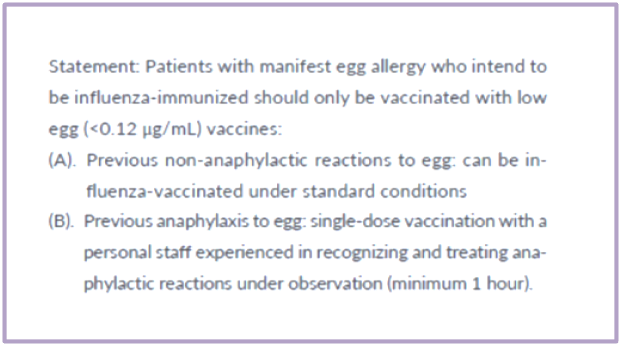 Statement: Patients with manifest egg allergy who intend to
be influenza-immunized should only be vaccinated with low
egg (<0.12 µg/mL) vaccines:
(A). Previous non-anaphylactic reactions to egg: can be in-
fluenza-vaccinated under standard conditions
(B). Previous anaphylaxis to egg: single-dose vaccination with a
personal staff experienced in recognizing and treating ana-
phylactic reactions under observation (minimum 1 hour).